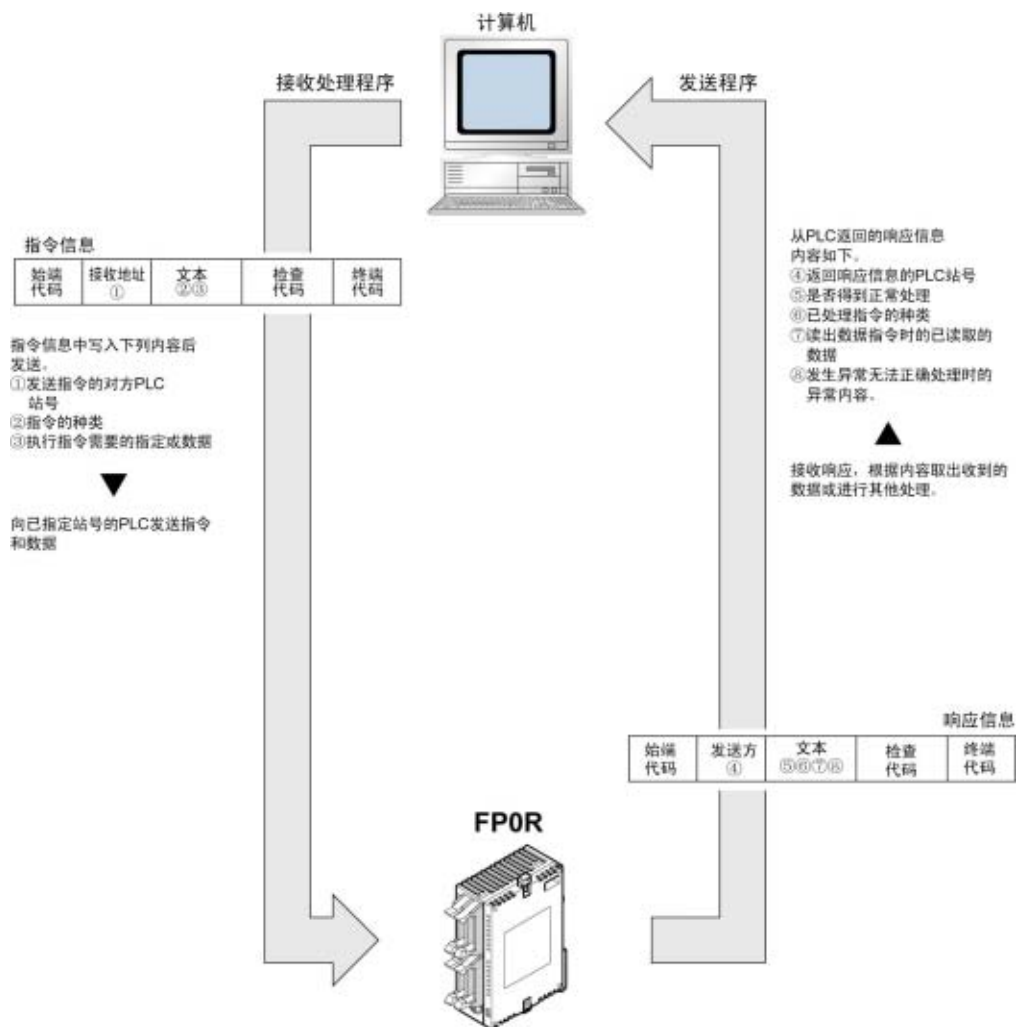 计算机
接收处理程序
发送程序
指令信息
始端
代码
接收地址
①
文本
②③
检查
代码
终端
代码
指令信息中写入下列内容后
发送。
①发送指令的对方PLC
站号
②指令的种类
③执行指令需要的指定或数据
▼
向已指定站号的PLC发送指令
和数据
从PLC返回的响应信息
内容如下。
④返回响应信息的PLC站号
⑤是否得到正常处理
⑥已处理指令的种类
⑦读出数据指令时的已读取的
数据
⑧发生异常无法正确处理时的
异常内容。
▲
接收响应，根据内容取出收到的
数据或进行其他处理。
响应信息
始端
代码
发送方
④
文本
⑤⑥⑦⑧
检查
代码
终端
代码
FP0R